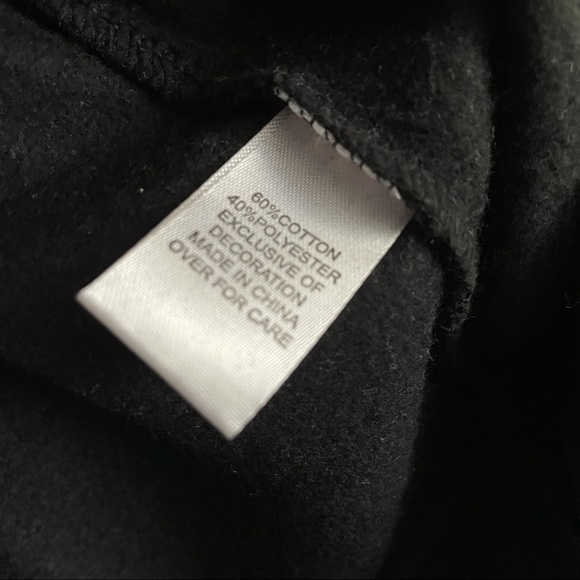 60%COTTON
40%POLYESTER
EXCLUSIVE OF
DECORATION
MADE IN CHINA
OVER FOR CARE